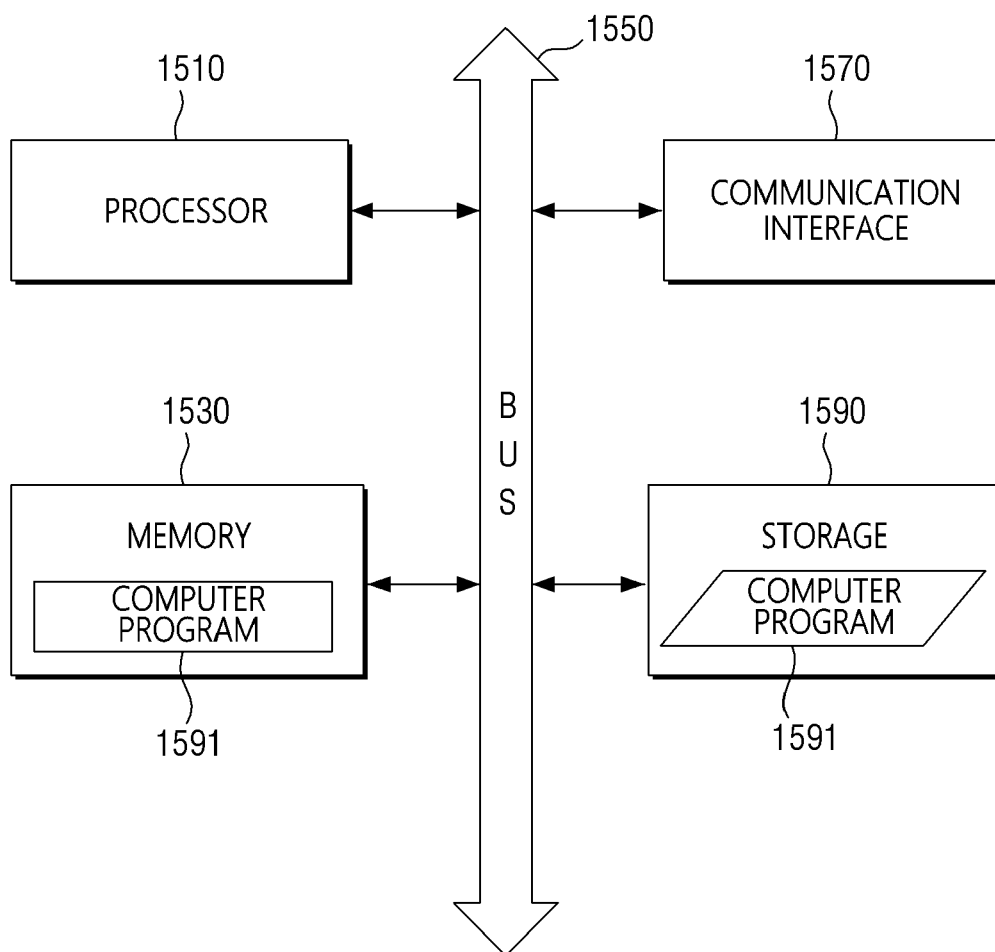 1550
1510
1570
PROCESSOR
COMMUNICATION
INTERFACE
B
U
S
1530
1590
MEMORY
COMPUTER
PROGRAM
STORAGE
COMPUTER
PROGRAM
1591
1591